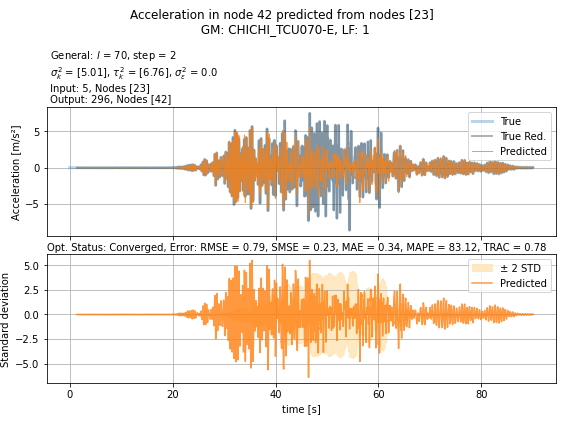 Acceleration in node 42 predicted from nodes [23]
GM: CHICHI_TCU070-E, LF: 1
General: l = 70, step = 2
σ²ₖ = [5.01], τ²ₖ = [6.76], σ²ₑ = 0.0
Input: 5, Nodes [23]
Output: 296, Nodes [42]
Acceleration [m/s²]
5
0
−5
True
True Red.
Predicted
Opt. Status: Converged, Error: RMSE = 0.79, SMSE = 0.23, MAE = 0.34, MAPE = 83.12, TRAC = 0.78
Standard deviation
5.0
2.5
0.0
−2.5
−5.0
± 2 STD
Predicted
0 20 40 60 80
time [s]